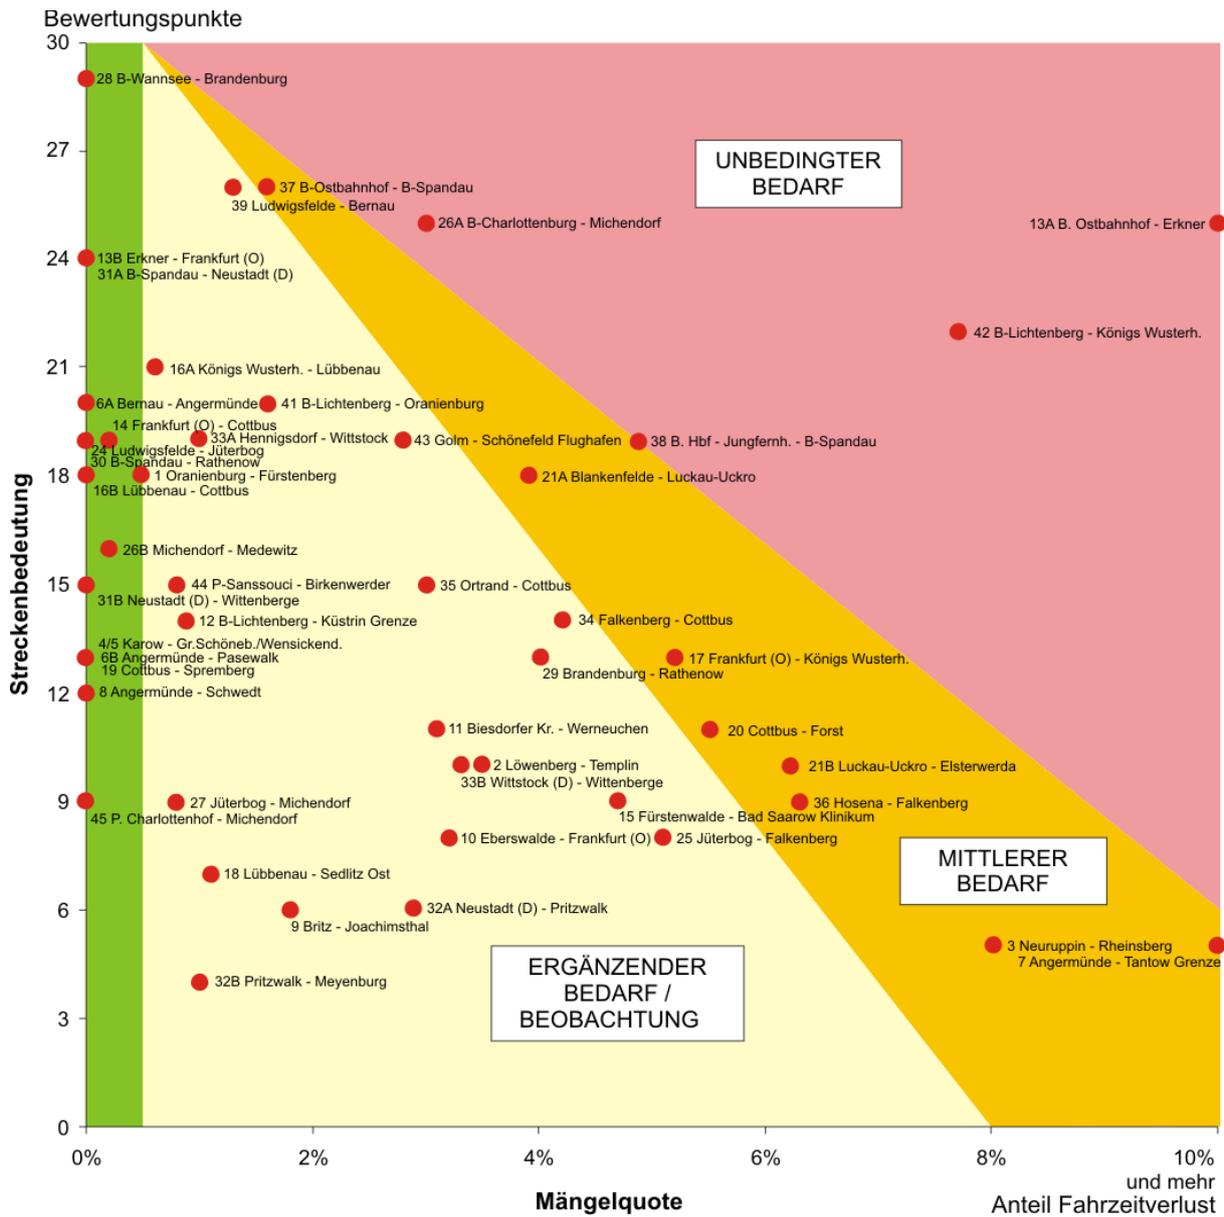 Bewertungspunkte
30
28 B-Wannsee - Brandenburg
27
UNBEDINGTER
BEDARF
37 B-Ostbahnhof - B-Spandau
39 Ludwigsfelde - Bernau
26A B-Charlottenburg - Michendorf
13A B. Ostbahnhof - Erkner
24
13B Erkner - Frankfurt (O)
31A B-Spandau - Neustadt (D)
42 B-Lichtenberg - Königs Wusterh.
21
16A Königs Wusterh. - Lübbenau
6A Bernau - Angermünde
41 B-Lichtenberg - Oranienburg
14 Frankfurt (O) - Cottbus
33A Hennigsdorf - Wittstock
43 Golm - Schönefeld Flughafen
38 B. Hbf - Jungfernh. - B-Spandau
24 Ludwigsfelde - Jüterbog
30 B-Spandau - Rathenow
18
1 Oranienburg - Fürstenberg
21A Blankenfelde - Luckau-Uckro
16B Lübbenau - Cottbus
26B Michendorf - Medewitz
15
44 P-Sanssouci - Birkenwerder
35 Ortrand - Cottbus
31B Neustadt (D) - Wittenberge
12 B-Lichtenberg - Küstrin Grenze
34 Falkenberg - Cottbus
4/5 Karow - Gr.Schöneb./Wensickend.
6B Angermünde - Pasewalk
17 Frankfurt (O) - Königs Wusterh.
19 Cottbus - Spremberg
29 Brandenburg - Rathenow
12
8 Angermünde - Schwedt
11 Biesdorfer Kr. - Werneuchen
20 Cottbus - Forst
2 Löwenberg - Templin
21B Luckau-Uckro - Elsterwerda
33B Wittstock (D) - Wittenberge
9
27 Jüterbog - Michendorf
36 Hosena - Falkenberg
45 P. Charlottenhof - Michendorf
15 Fürstenwalde - Bad Saarow Klinikum
10 Eberswalde - Frankfurt (O)
25 Jüterbog - Falkenberg
MITTLERER
BEDARF
18 Lübbenau - Sedlitz Ost
6
32A Neustadt (D) - Pritzwalk
9 Britz - Joachimsthal
3 Neuruppin - Rheinsberg
7 Angermünde - Tantow Grenze
ERGÄNZENDER
BEDARF /
BEOBACHTUNG
32B Pritzwalk - Meyenburg
3
0
Streckenbedeutung
0%
2%
4%
6%
8%
10%
und mehr
Mängelquote
Anteil Fahrzeitverlust